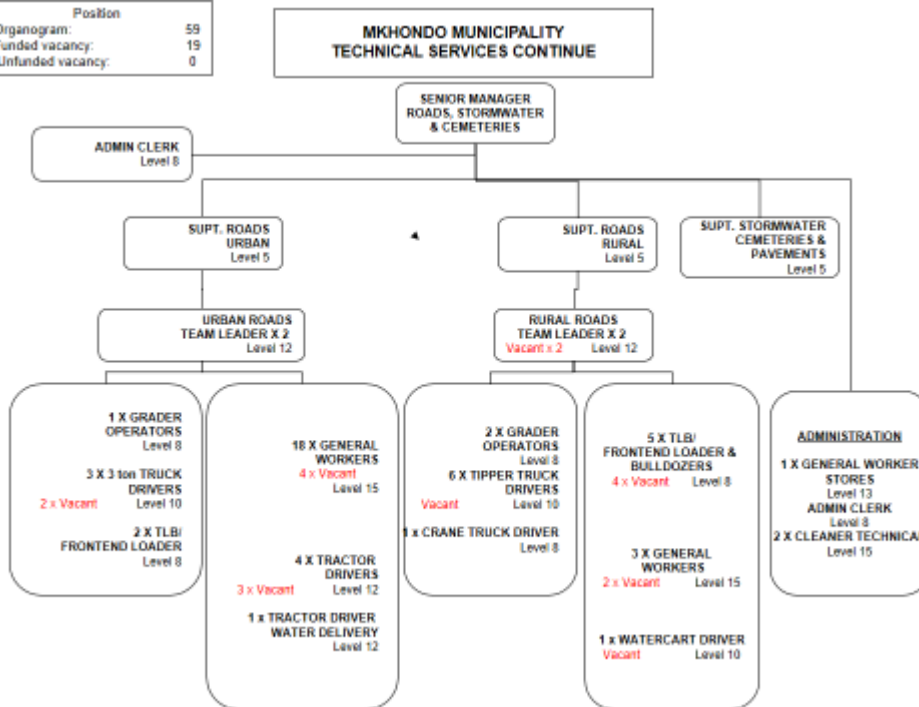 Position
Organogram: 59
Funded vacancy: 19
Unfunded vacancy: 0
MKHONDO MUNICIPALITY
TECHNICAL SERVICES CONTINUE
SENIOR MANAGER
ROADS, STORMWATER
& CEMETERIES
ADMIN CLERK
Level 8
SUPT. ROADS
URBAN
Level 5
SUPT. ROADS
RURAL
Level 5
SUPT. STORMWATER
CEMETERIES &
PAVEMENTS
Level 5
URBAN ROADS
TEAM LEADER X 2
Level 12
RURAL ROADS
TEAM LEADER X 2
Vacant x 2 Level 12
1 X GRADER
OPERATORS
Level 8
3 X 3 ton TRUCK
DRIVERS
2 x Vacant Level 10
2 X TLB/
FRONTEND LOADER
Level 8
18 X GENERAL
WORKERS
4 x Vacant
Level 15
4 X TRACTOR
DRIVERS
3 x Vacant Level 12
1 x TRACTOR DRIVER
WATER DELIVERY
Level 12
2 X GRADER
OPERATORS
Level 8
6 X TIPPER TRUCK
DRIVERS
Vacant Level 10
1 x CRANE TRUCK DRIVER
Level 8
5 X TLB/
FRONTEND LOADER &
BULLDOZERS
4 x Vacant Level 8
3 X GENERAL
WORKERS
2 x Vacant Level 15
1 x WATERCART DRIVER
Vacant Level 10
ADMINISTRATION
1 X GENERAL WORKER
STORES
Level 13
ADMIN CLERK
Level 8
2 X CLEANER TECHNICA
Level 15